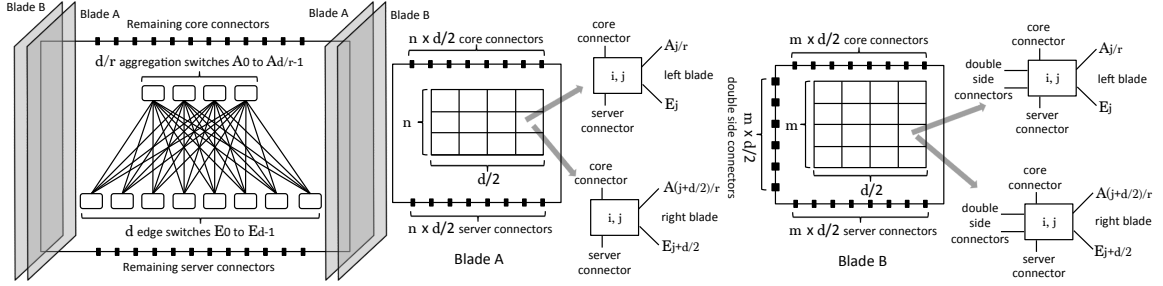 Blade B
Blade A
Remaining core connectors
Blade A
Blade B
d/r aggregation switches A0 to Ad/r-1
d edge switches E0 to Ed-1
Remaining server connectors
n x d/2 core connectors
n
d/2
n x d/2 server connectors
Blade A
core
connector
Aj/r
i, j
left blade
Ej
server
connector
core
connector
A(j+d/2)/r
i, j
right blade
Ej+d/2
server
connector
m x d/2 core connectors
m x d/2
double side connectors
m
d/2
m x d/2 server connectors
Blade B
core
connector
Aj/r
double
side
connectors
i, j
left blade
Ej
server
connector
core
connector
A(j+d/2)/r
double
side
connectors
i, j
right blade
Ej+d/2
server
connector